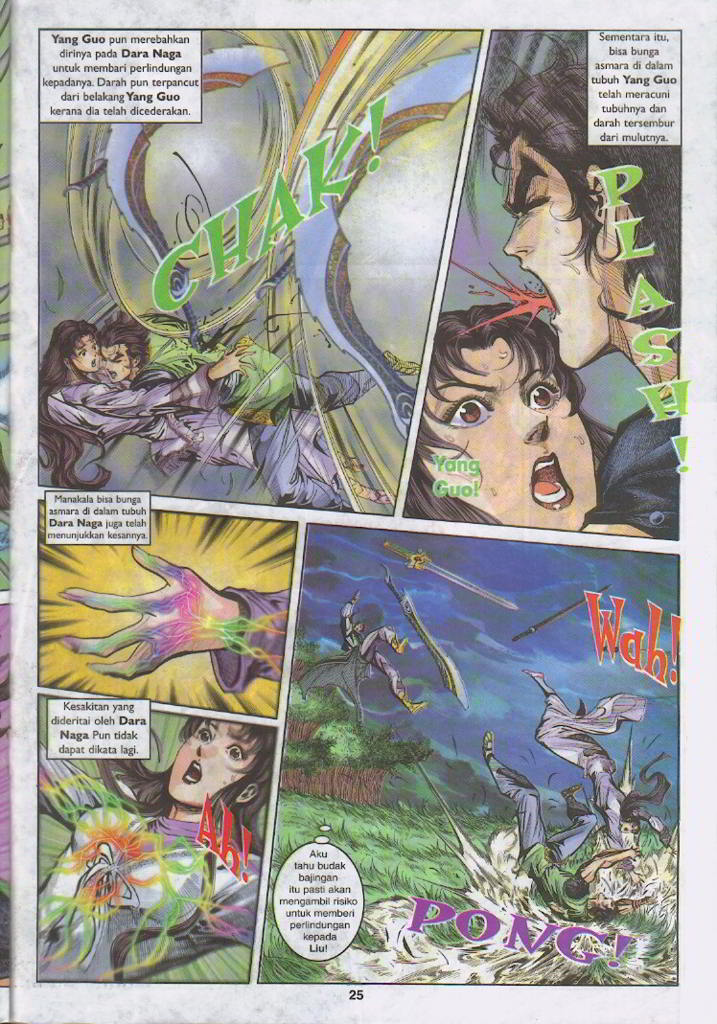 Yang Guo pun merebahkan
dirinya pada Dara Naga
untuk membari perlindungan
kepadanya. Darah pun terpancut
dari belakang Yang Guo
kerana dia telah dicederakan.
CHAK!
Sementara itu,
bisa bunga
asmara di dalam
tubuh Yang Guo
telah meracuni
tubuhnya dan
darah tersembur
dari mulutnya.
PLASH!
Yang
Guo!
Manakala bisa bunga
asmara di dalam tubuh
Dara Naga juga telah
menunjukkan kesannya.
Kesakitan yang
dideritai oleh Dara
Naga Pun tidak
dapat dikata lagi.
Ah!
Wah!
Aku
tahu budak
bajingan
itu pasti akan
mengambil risiko
untuk memberi
perlindungan
kepada
Liu!
PONG!
25